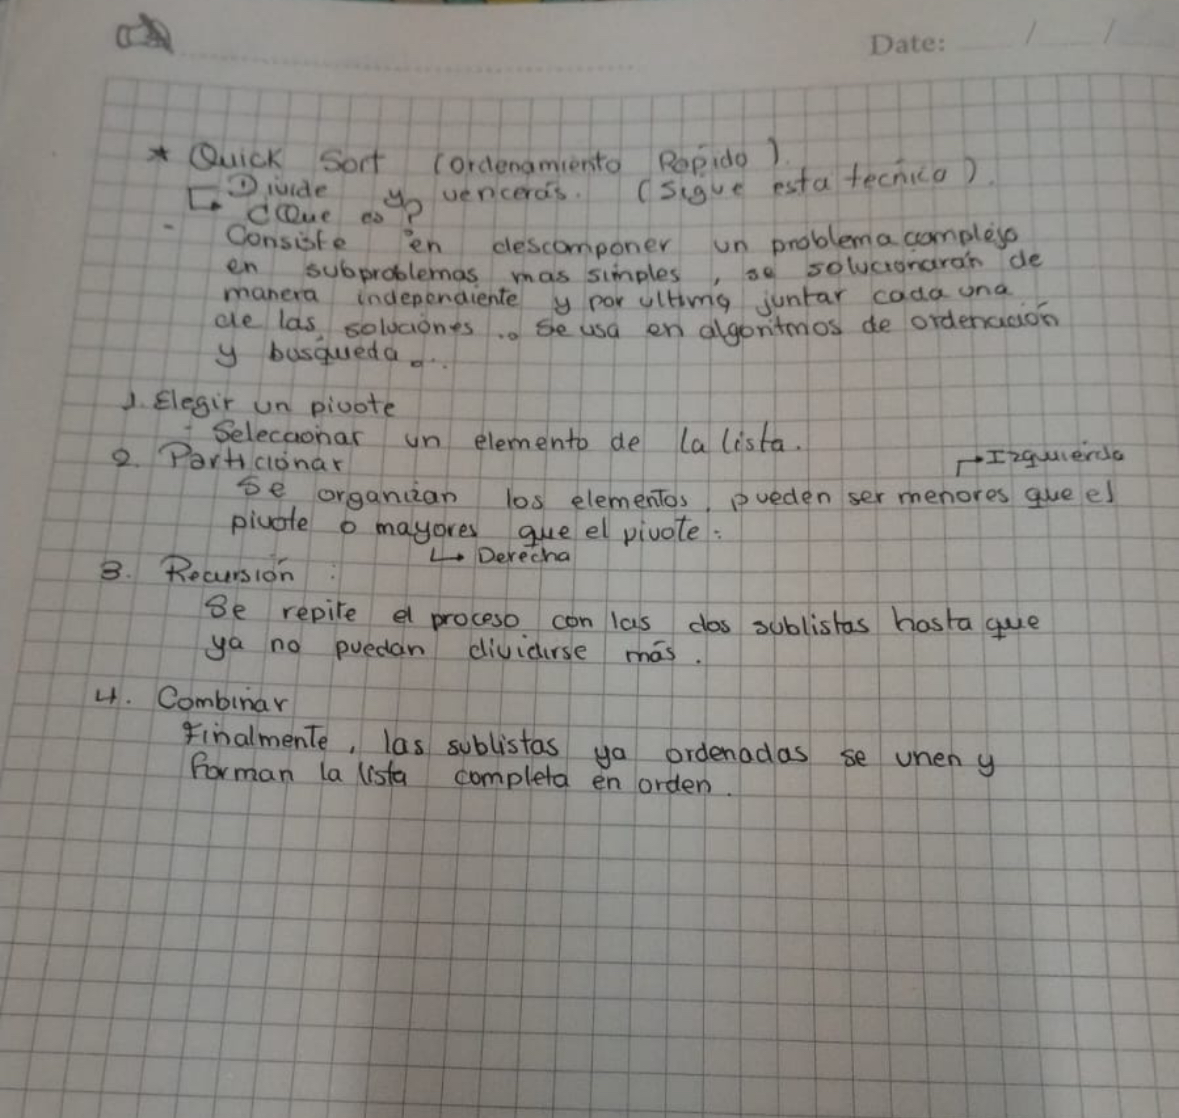 Date: / /
* Quick Sort (Ordenamiento Rapido)
Divide y vencerás. (Sigue esta tecnica).
¿Que es?
- Consiste en descomponer un problema complejo
en subproblemas mas simples, se solucionarán de
manera independiente y por ultimo juntar cada una
de las soluciones.. Se usa en algoritmos de ordenación
y busqueda.
1. Elegir un pivote
- Seleccionar un elemento de la lista.
2. Particionar
→ Izquierda
Se organizan los elementos, pueden ser menores que el
pivote o mayores que el pivote.
↳ Derecha
3. Recursión :
Se repite el proceso con las dos sublistas hasta que
ya no puedan dividirse más.
4. Combinar
Finalmente, las sublistas ya ordenadas se unen y
forman la lista completa en orden.